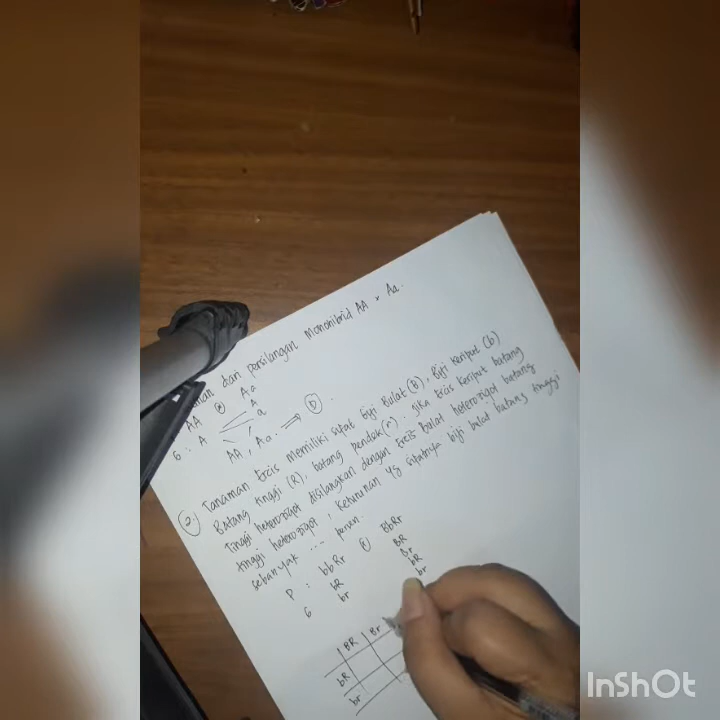 dari persilangan Monohibrid AA x Aa.
AA ⊗ Aa
G : A A
a
AA, Aa. ⇒ D.
2. Tanaman Ercis memiliki sifat biji Bulat (B), Biji keriput (b)
Batang tinggi (R), batang pendek (r). Jika Ercis keriput batang
Tinggi heterozigot disilangkan dengan Ercis Bulat heterozigot batang
tinggi heterozigot, keturunan yg sifatnya biji bulat batang tinggi
sebanyak ... persen.
P : bbRr ⊗ BbRr
G bR BR
br Br
bR
br
BR Br
bR
br
InShOt